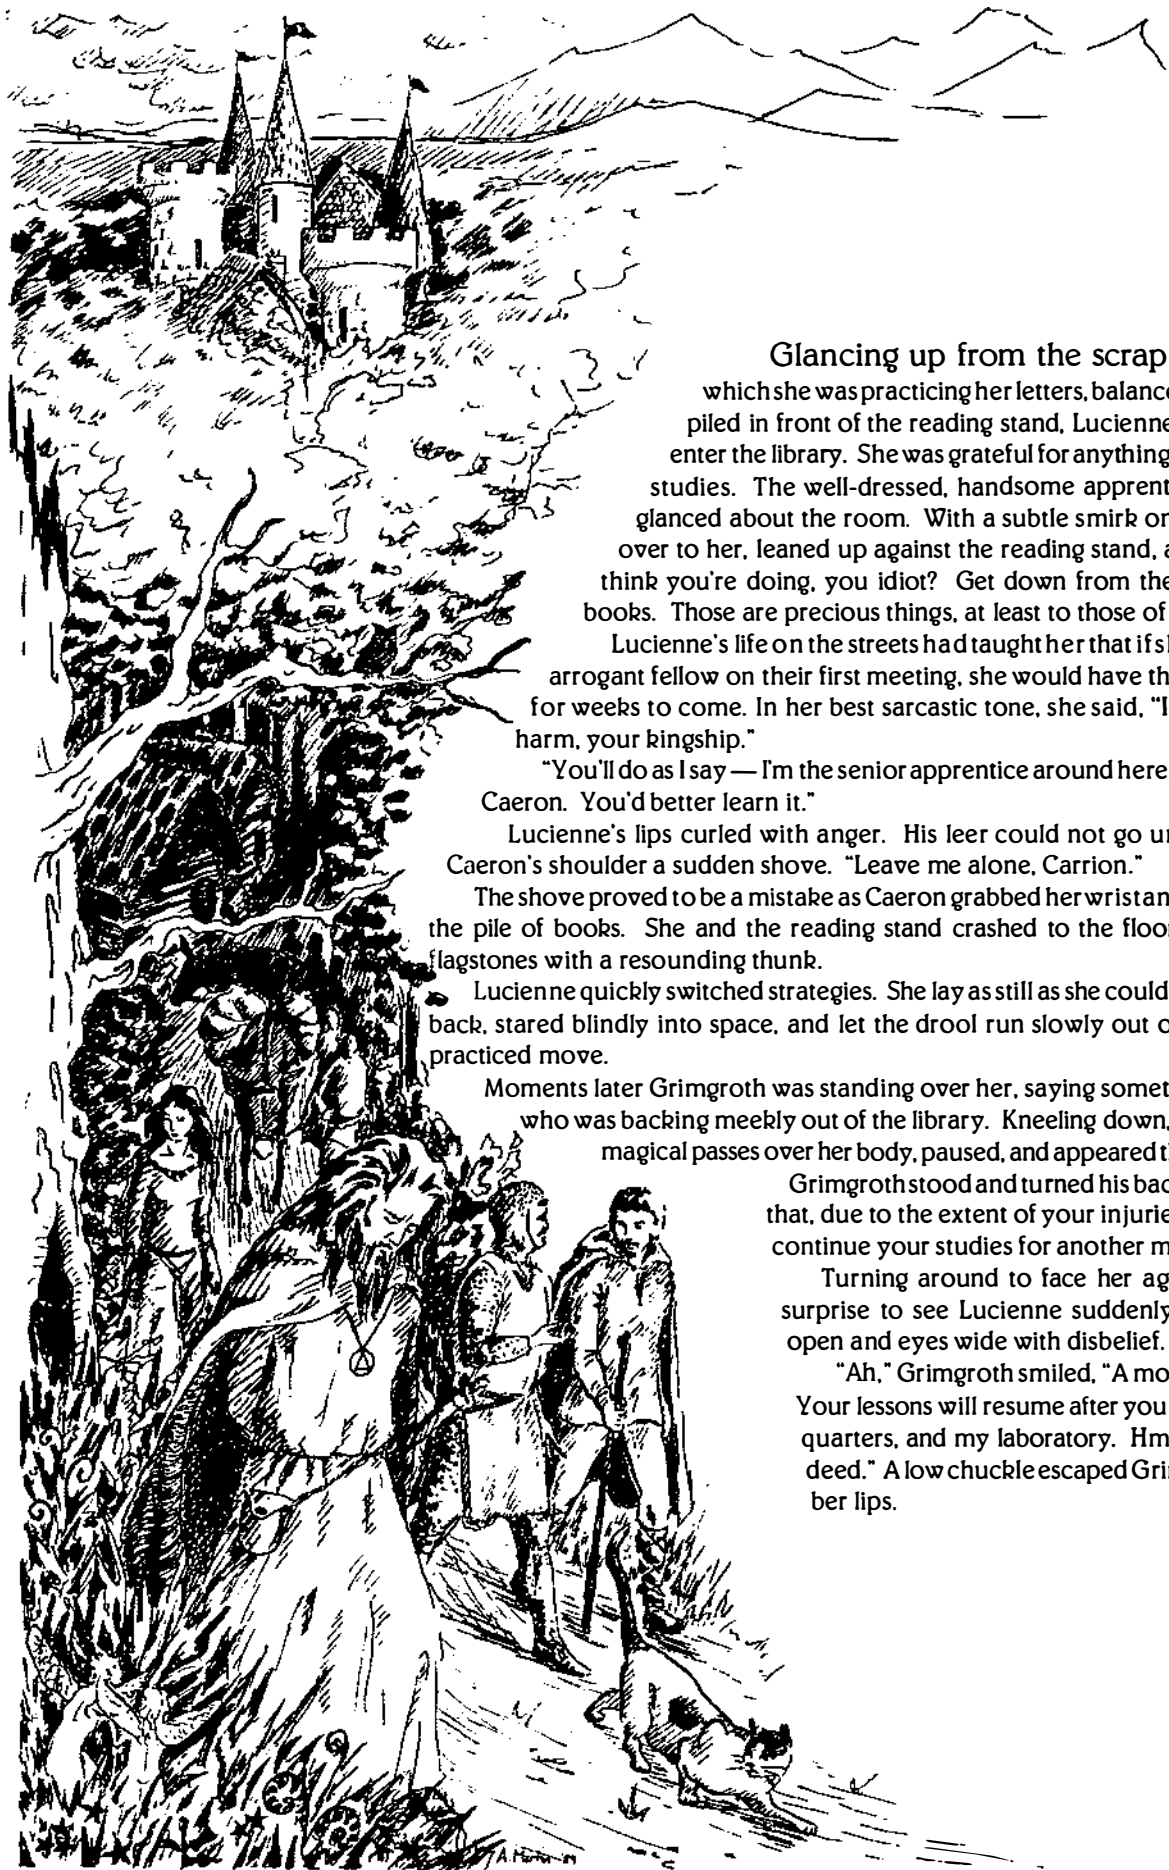 Glancing up from the scrap
which she was practicing her letters, balance
piled in front of the reading stand, Lucienne
enter the library. She was grateful for anything
studies. The well-dressed, handsome apprent
glanced about the room. With a subtle smirk on
over to her, leaned up against the reading stand, a
think you're doing, you idiot? Get down from the
books. Those are precious things, at least to those of
Lucienne's life on the streets had taught her that if sh
arrogant fellow on their first meeting, she would have th
for weeks to come. In her best sarcastic tone, she said, "I
harm, your kingship."
"You'll do as I say — I'm the senior apprentice around here
Caeron. You'd better learn it."
Lucienne's lips curled with anger. His leer could not go un
Caeron's shoulder a sudden shove. "Leave me alone, Carrion."
The shove proved to be a mistake as Caeron grabbed her wrist an
the pile of books. She and the reading stand crashed to the floor
flagstones with a resounding thunk.
Lucienne quickly switched strategies. She lay as still as she could
back, stared blindly into space, and let the drool run slowly out o
practiced move.
Moments later Grimgroth was standing over her, saying somet
who was backing meekly out of the library. Kneeling down,
magical passes over her body, paused, and appeared t
Grimgroth stood and turned his bac
that, due to the extent of your injurie
continue your studies for another m
Turning around to face her ag
surprise to see Lucienne suddenly
open and eyes wide with disbelief.
"Ah," Grimgroth smiled, "A mo
Your lessons will resume after you
quarters, and my laboratory. Hm
deed." A low chuckle escaped Gri
ber lips.